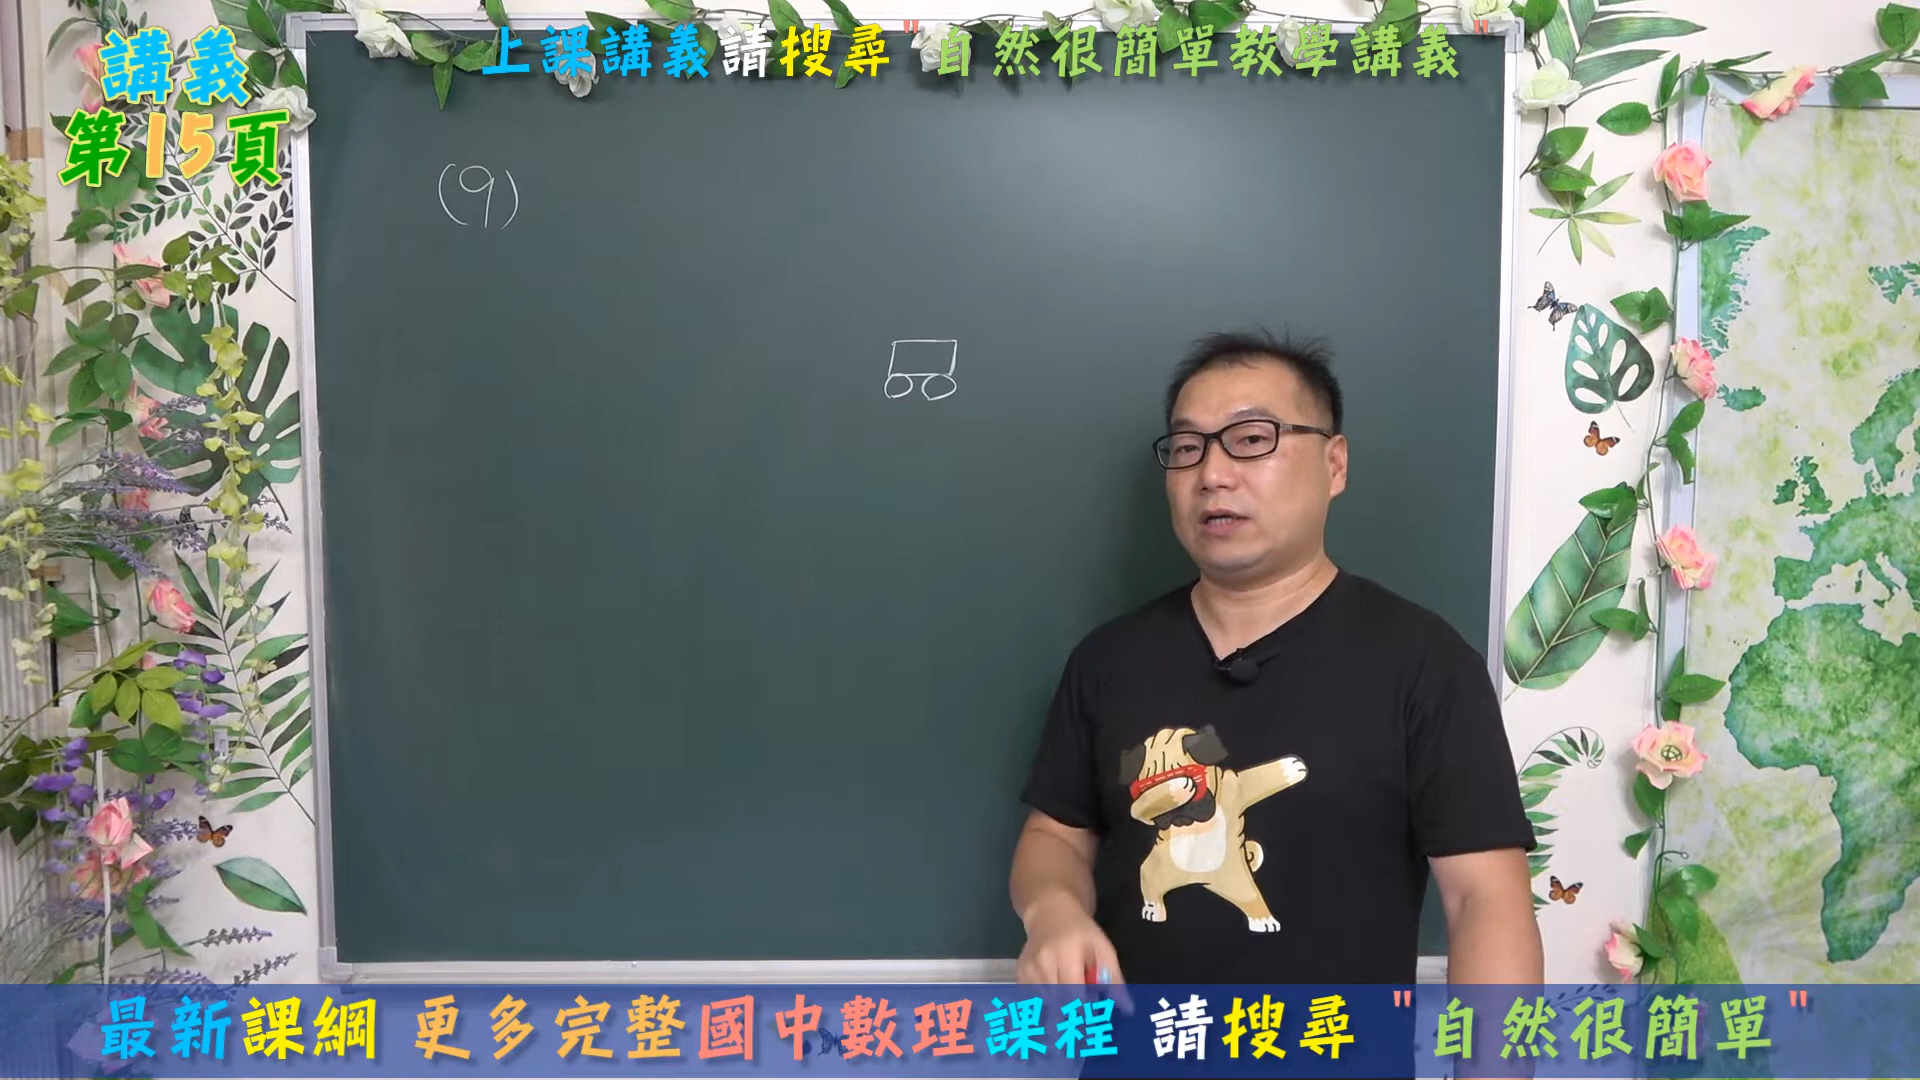 上課講義請搜尋"自然很簡單教學講義"
講義
第15頁
(9)
最新課綱 更多完整國中數理課程 請搜尋"自然很簡單"